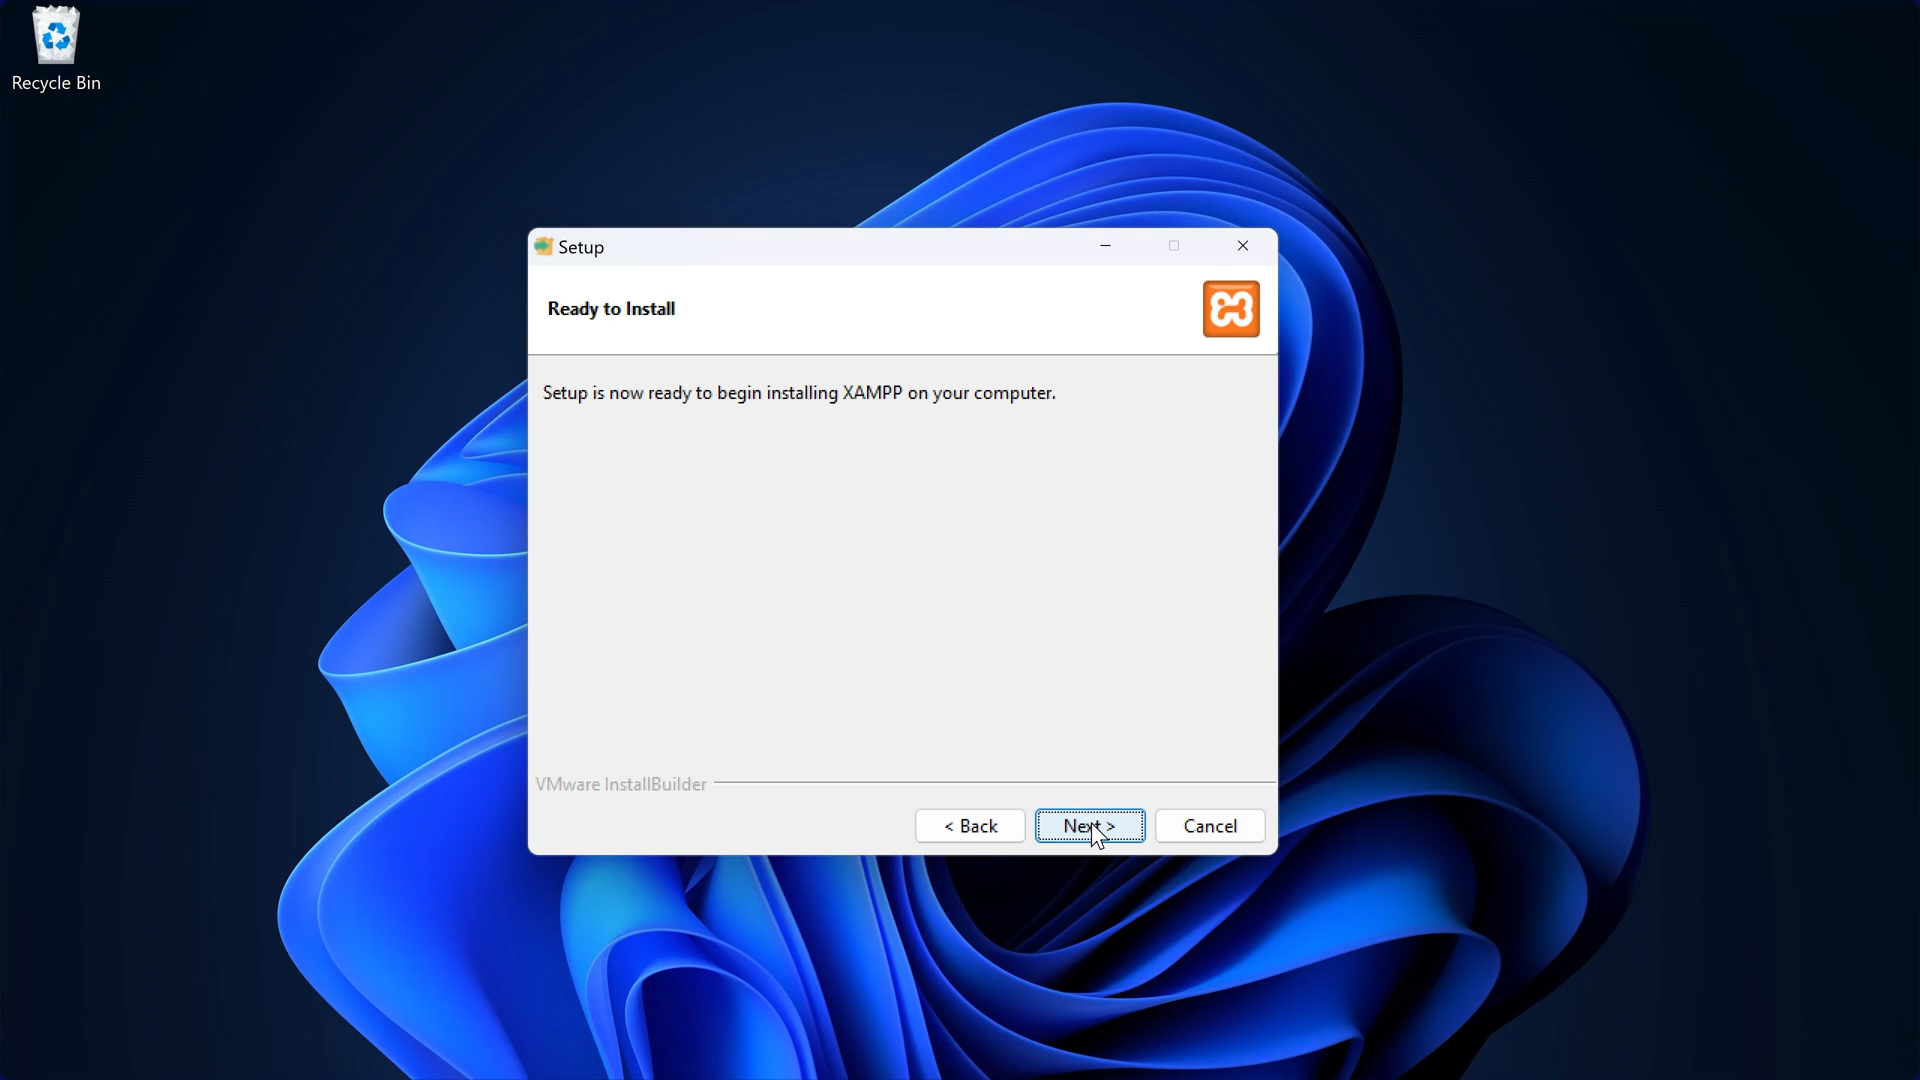 Recycle Bin
Setup
Ready to Install
Setup is now ready to begin installing XAMPP on your computer.
VMware InstallBuilder
< Back
Next >
Cancel